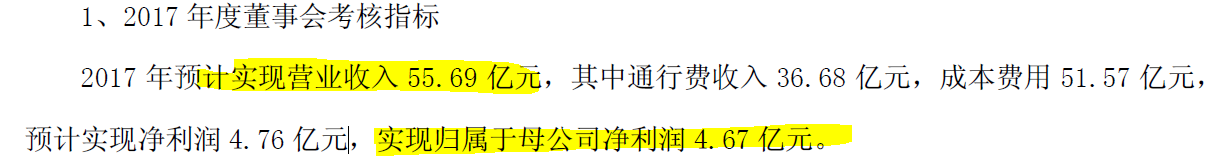 1、2017 年度董事会考核指标
2017 年预计实现营业收入 55.69 亿元，其中通行费收入 36.68 亿元，成本费用 51.57 亿元，
预计实现净利润 4.76 亿元，实现归属于母公司净利润 4.67 亿元。